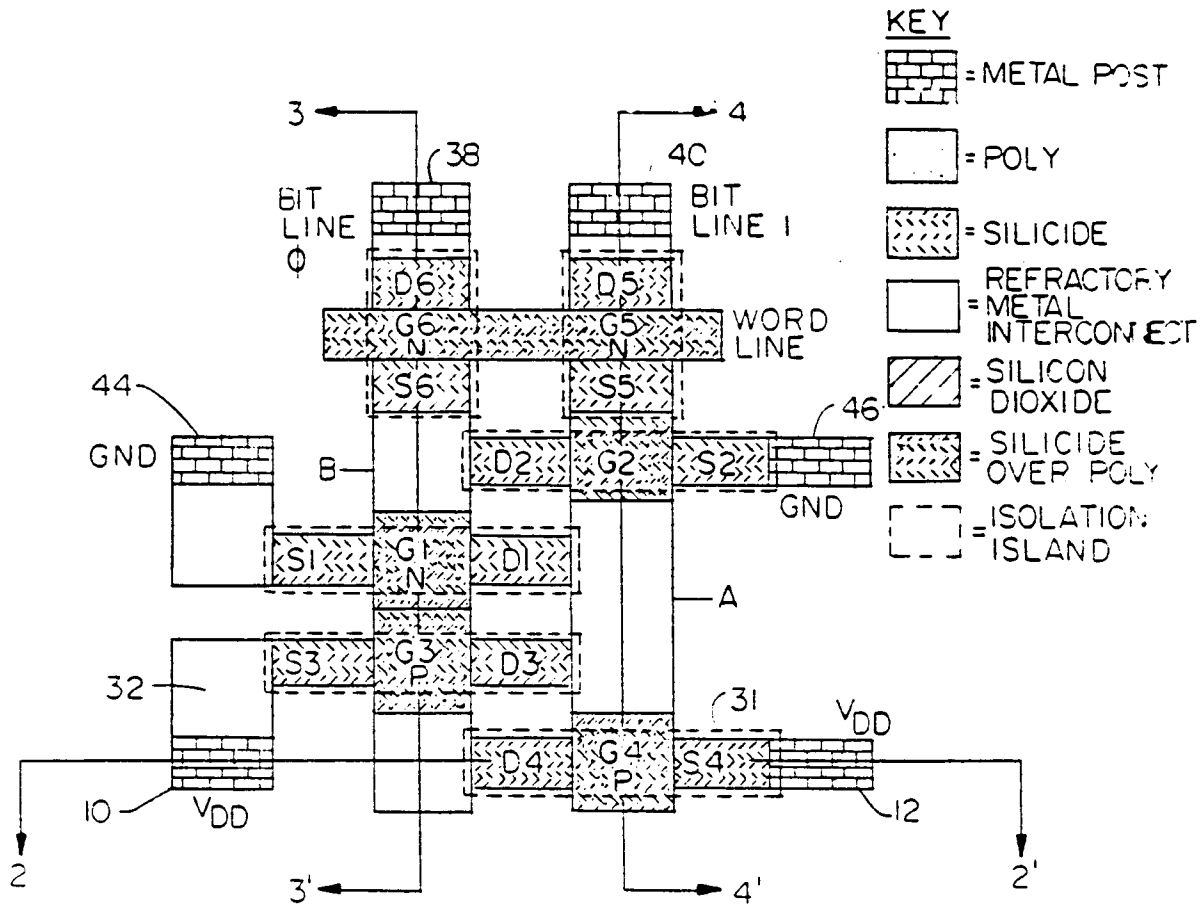 KEY
= METAL POST
= POLY
= SILICIDE
= REFRACTORY
METAL
INTERCONNECT
= SILICON
DIOXIDE
= SILICIDE
OVER POLY
= ISOLATION
ISLAND
3
4
38
40
BIT
LINE
ϕ
BIT
LINE 1
D6
D5
G6
N
G5
N
WORD
LINE
S6
S5
44
46
GND
B
D2
G2
S2
GND
S1
G1
N
D1
A
S3
G3
P
D3
32
31
VDD
D4
G4
P
S4
10
VDD
12
2
2'
3'
4'